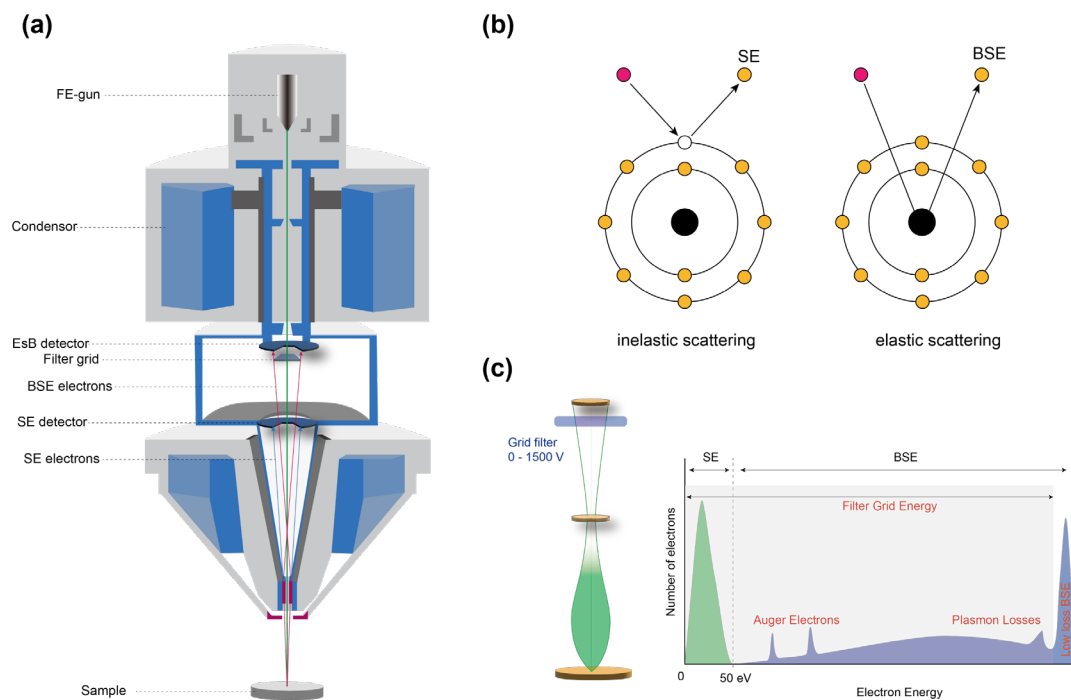 (a)
FE-gun
Condensor
EsB detector
Filter grid
BSE electrons
SE detector
SE electrons
Sample
(b)
SE
BSE
inelastic scattering
elastic scattering
(c)
Grid filter
0 - 1500 V
SE
BSE
Filter Grid Energy
Number of electrons
Auger Electrons
Plasmon Losses
Low loss BSE
0
50 eV
Electron Energy